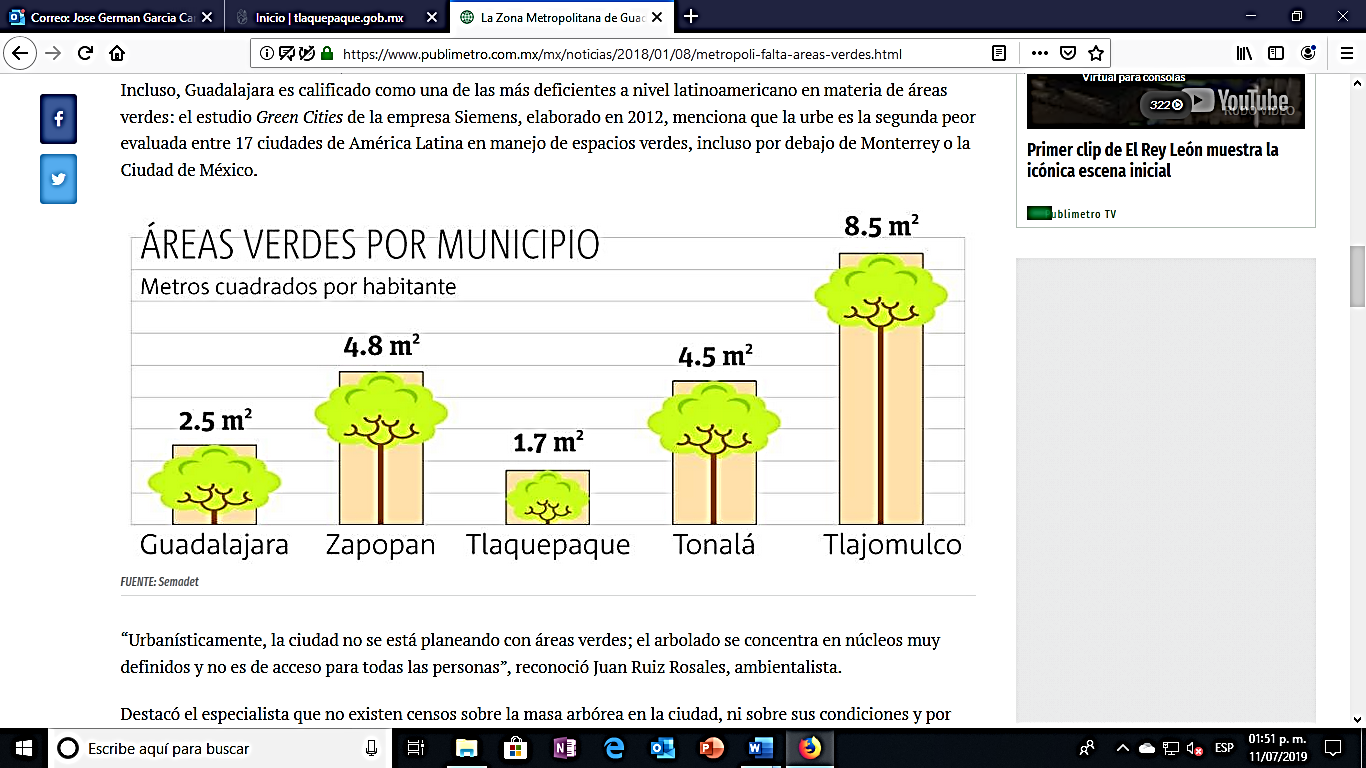 Correo: Jose German Garcia Ca
Inicio | tlaquepaque.gob.mx
La Zona Metropolitana de Guad
https://www.publimetro.com.mx/mx/noticias/2018/01/08/metropoli-falta-areas-verdes.html
Incluso, Guadalajara es calificado como una de las más deficientes a nivel latinoamericano en materia de áreas
verdes: el estudio Green Cities de la empresa Siemens, elaborado en 2012, menciona que la urbe es la segunda peor
evaluada entre 17 ciudades de América Latina en manejo de espacios verdes, incluso por debajo de Monterrey o la
Ciudad de México.
ÁREAS VERDES POR MUNICIPIO
Metros cuadrados por habitante
2.5 m²
4.8 m²
1.7 m²
4.5 m²
8.5 m²
Guadalajara Zapopan Tlaquepaque Tonalá Tlajomulco
FUENTE: Semadet
“Urbanísticamente, la ciudad no se está planeando con áreas verdes; el arbolado se concentra en núcleos muy
definidos y no es de acceso para todas las personas”, reconoció Juan Ruiz Rosales, ambientalista.
Destacó el especialista que no existen censos sobre la masa arbórea en la ciudad, ni sobre sus condiciones y por
Virtual para consolas
322
YouTube
RUDO VIDEO
Primer clip de El Rey León muestra la
icónica escena inicial
Publimetro TV
Escribe aquí para buscar
ESP
01:51 p. m.
11/07/2019